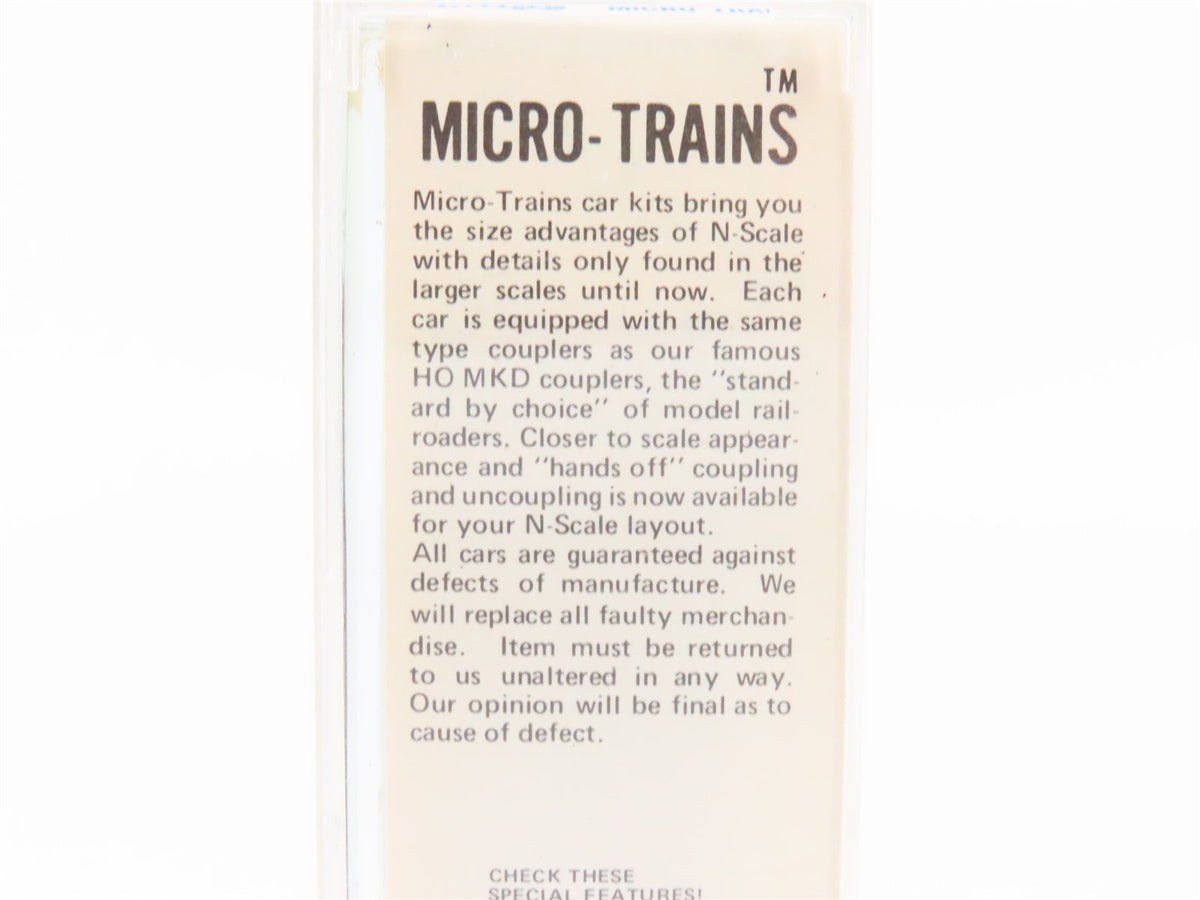 TM
MICRO-TRAINS
Micro-Trains car kits bring you
the size advantages of N-Scale
with details only found in the
larger scales until now. Each
car is equipped with the same
type couplers as our famous
HO MKD couplers, the "stand-
ard by choice" of model rail-
roaders. Closer to scale appear-
ance and "hands off" coupling
and uncoupling is now available
for your N-Scale layout.
All cars are guaranteed against
defects of manufacture. We
will replace all faulty merchan-
dise. Item must be returned
to us unaltered in any way.
Our opinion will be final as to
cause of defect.
CHECK THESE
SPECIAL FEATURES!